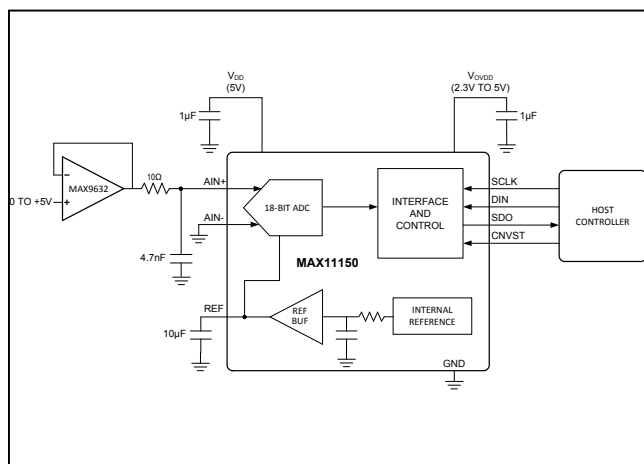 VDD
(5V)
VOVDD
(2.3V TO 5V)
1µF
1µF
MAX9632
0 TO +5V
10Ω
4.7nF
AIN+
AIN-
18-BIT ADC
INTERFACE
AND
CONTROL
SCLK
DIN
SDO
CNVST
HOST
CONTROLLER
MAX11150
REF
10µF
REF
BUF
INTERNAL
REFERENCE
GND